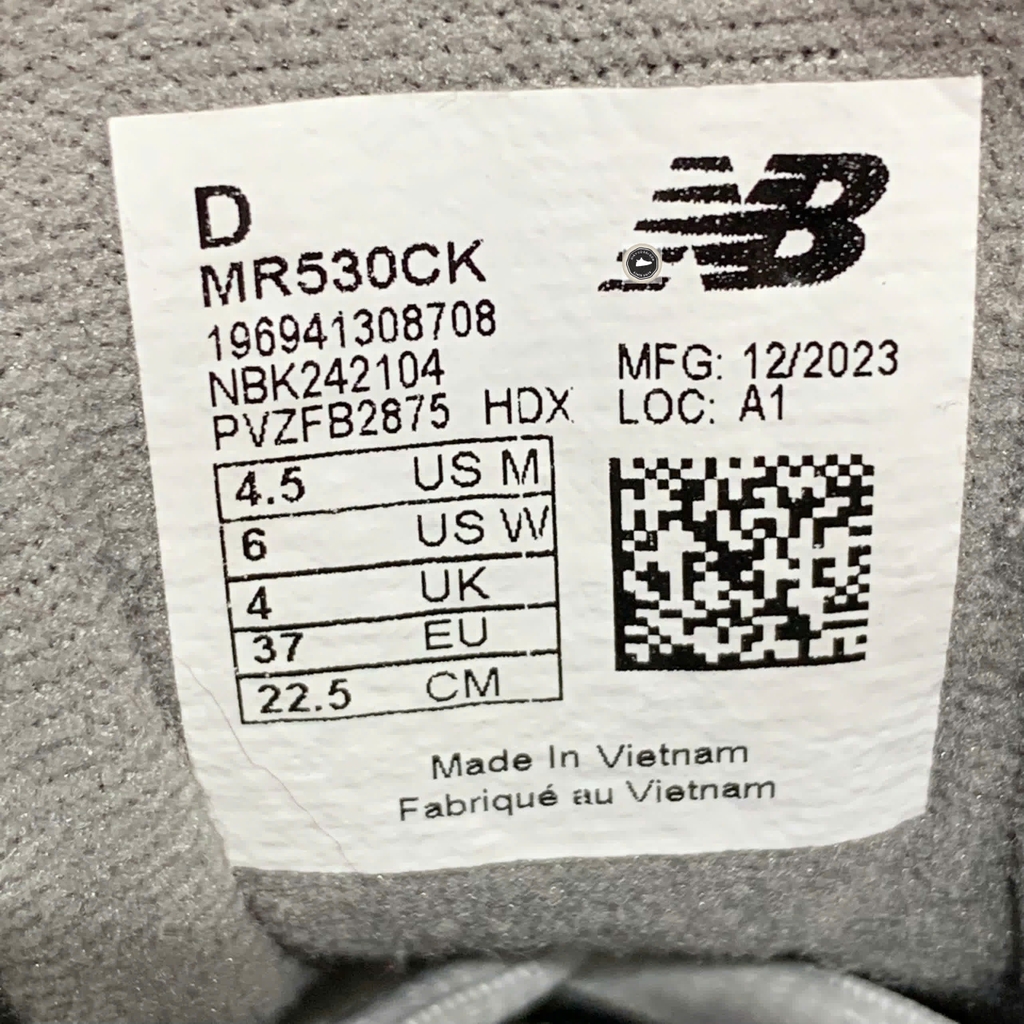 D
NB
MR530CK
196941308708
NBK242104
PVZFB2875 HDX
MFG: 12/2023
LOC: A1
4.5 US M
6 US W
4 UK
37 EU
22.5 CM
Made In Vietnam
Fabriqué au Vietnam